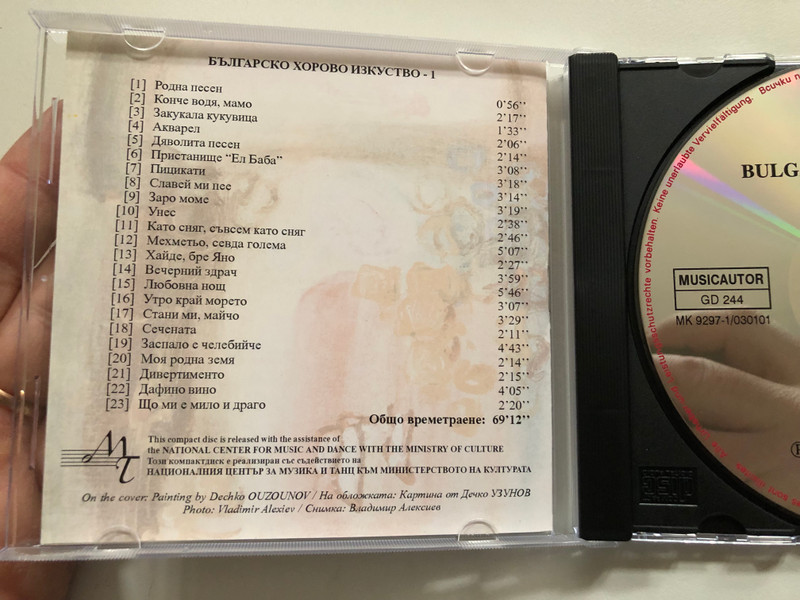 БЪЛГАРСКО ХОРОВО ИЗКУСТВО - 1
[1] Родна песен 0'56''
[2] Конче водя, мамо 2'17''
[3] Закукала кукувица 1'33''
[4] Акварел 2'06''
[5] Дяволита песен 2'14''
[6] Пристанище “Ел Баба” 3'08''
[7] Пицикати 3'18''
[8] Славей ми пее 3'14''
[9] Заро моме 3'19''
[10] Унес 2'38''
[11] Като сняг, съвсем като сняг 2'46''
[12] Мехметьо, севда голема 5'07''
[13] Хайде, бре Яно 2'27''
[14] Вечерний здрач 3'59''
[15] Любовна нощ 5'46''
[16] Утро край морето 3'07''
[17] Стани ми, майчо 3'29''
[18] Сечената 2'11''
[19] Заспало е челебийче 4'43''
[20] Моя родна земя 2'14''
[21] Дивертименто 2'15''
[22] Дафино вино 4'05''
[23] Що ми е мило и драго 2'20''
Общо времетраене: 69'12''
This compact disc is released with the assistance of
the NATIONAL CENTER FOR MUSIC AND DANCE WITH THE MINISTRY OF CULTURE
Този компактдиск е реализиран със съдействието на
НАЦИОНАЛНИЯ ЦЕНТЪР ЗА МУЗИКА И ТАНЦ КЪМ МИНИСТЕРСТВОТО НА КУЛТУРАТА
On the cover: Painting by Dechko OUZOUNOV / На обложката: Картина от Дечко УЗУНОВ
Photo: Vladimir Alexiev / Снимка: Владимир Алексиев
BULG
MUSICAUTOR
GD 244
MK 9297-1/030101
vorbehalten. Keine unerlaubte Vervielfältigung. Всички